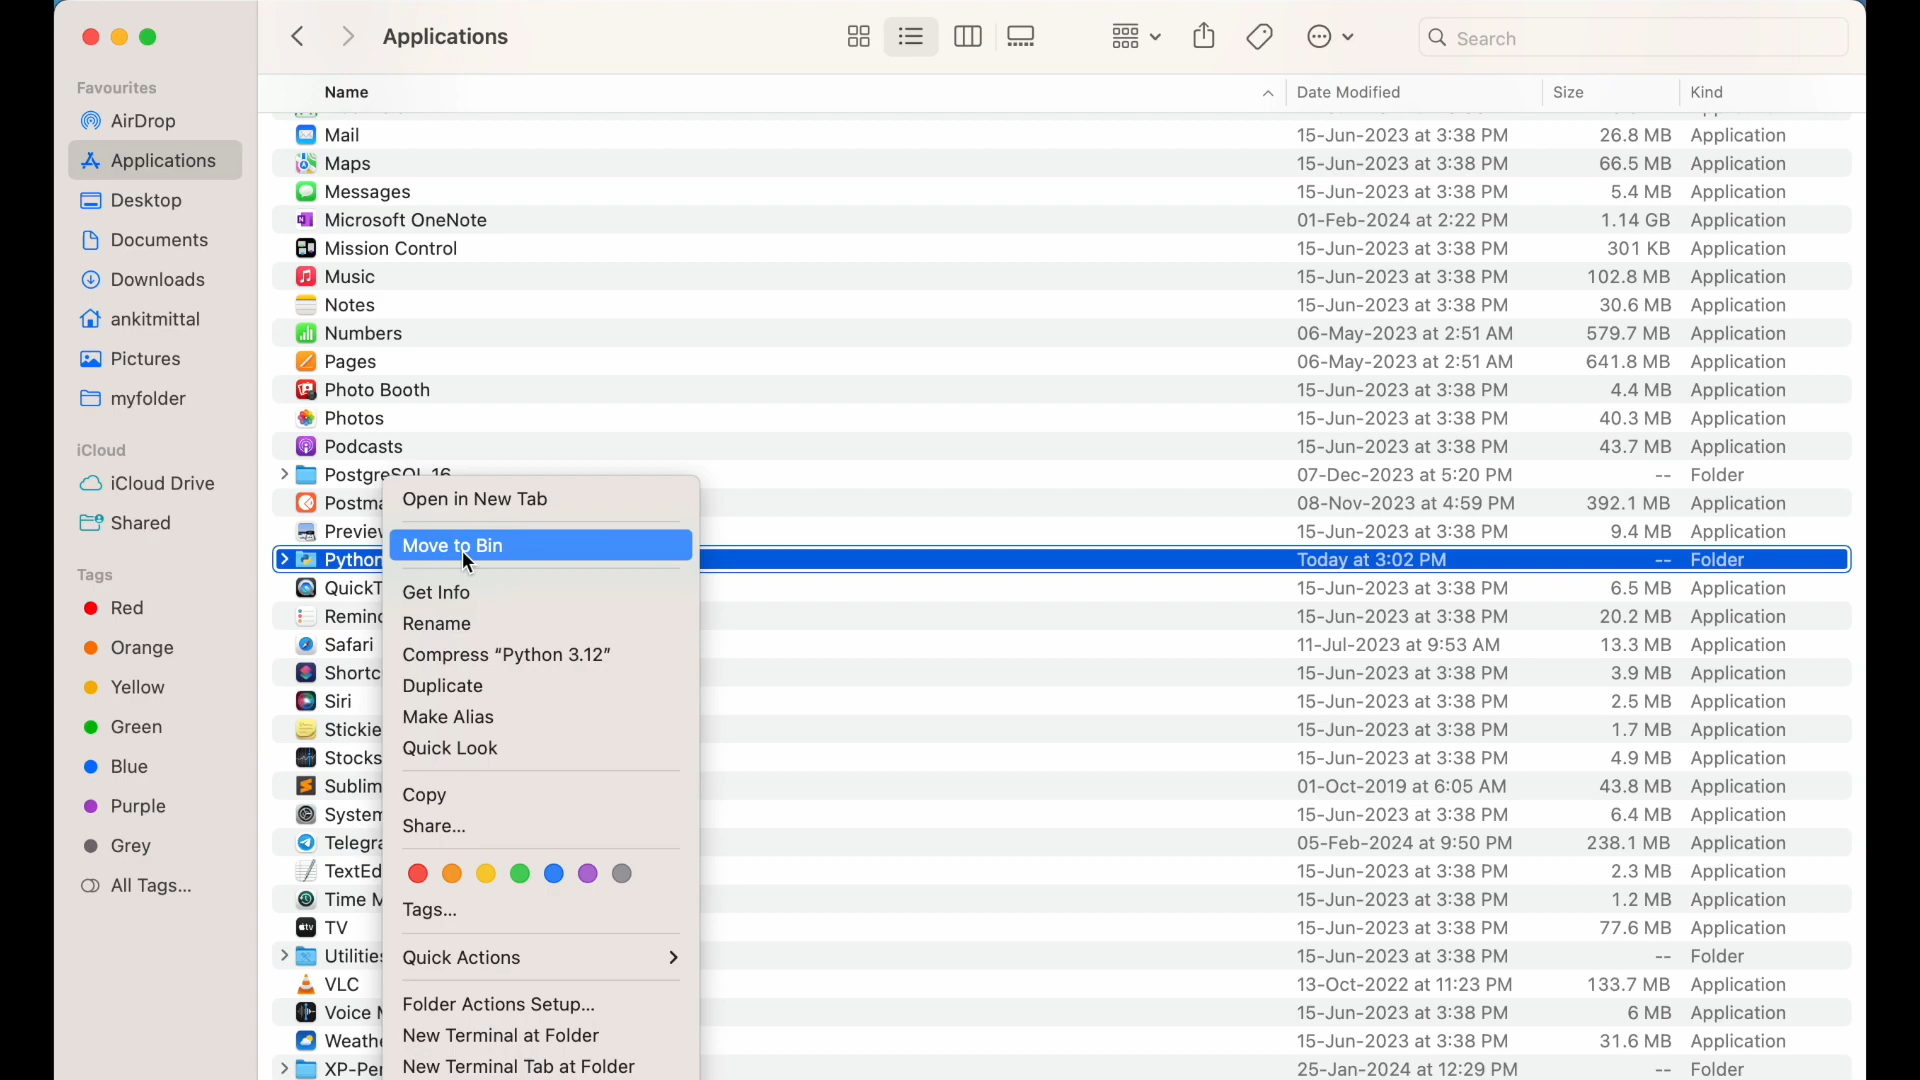 Applications
Search
Favourites
AirDrop
Applications
Desktop
Documents
Downloads
ankitmittal
Pictures
myfolder
iCloud
iCloud Drive
Shared
Tags
Red
Orange
Yellow
Green
Blue
Purple
Grey
All Tags...
Name Date Modified Size Kind
Mail 15-Jun-2023 at 3:38 PM 26.8 MB Application
Maps 15-Jun-2023 at 3:38 PM 66.5 MB Application
Messages 15-Jun-2023 at 3:38 PM 5.4 MB Application
Microsoft OneNote 01-Feb-2024 at 2:22 PM 1.14 GB Application
Mission Control 15-Jun-2023 at 3:38 PM 301 KB Application
Music 15-Jun-2023 at 3:38 PM 102.8 MB Application
Notes 15-Jun-2023 at 3:38 PM 30.6 MB Application
Numbers 06-May-2023 at 2:51 AM 579.7 MB Application
Pages 06-May-2023 at 2:51 AM 641.8 MB Application
Photo Booth 15-Jun-2023 at 3:38 PM 4.4 MB Application
Photos 15-Jun-2023 at 3:38 PM 40.3 MB Application
Podcasts 15-Jun-2023 at 3:38 PM 43.7 MB Application
PostgreSQL 16 07-Dec-2023 at 5:20 PM -- Folder
Postma 08-Nov-2023 at 4:59 PM 392.1 MB Application
Preview 15-Jun-2023 at 3:38 PM 9.4 MB Application
Python Today at 3:02 PM -- Folder
QuickT 15-Jun-2023 at 3:38 PM 6.5 MB Application
Remind 15-Jun-2023 at 3:38 PM 20.2 MB Application
Safari 11-Jul-2023 at 9:53 AM 13.3 MB Application
Shortc 15-Jun-2023 at 3:38 PM 3.9 MB Application
Siri 15-Jun-2023 at 3:38 PM 2.5 MB Application
Stickie 15-Jun-2023 at 3:38 PM 1.7 MB Application
Stocks 15-Jun-2023 at 3:38 PM 4.9 MB Application
Sublim 01-Oct-2019 at 6:05 AM 43.8 MB Application
System 15-Jun-2023 at 3:38 PM 6.4 MB Application
Telegra 05-Feb-2024 at 9:50 PM 238.1 MB Application
TextEd 15-Jun-2023 at 3:38 PM 2.3 MB Application
Time M 15-Jun-2023 at 3:38 PM 1.2 MB Application
TV 15-Jun-2023 at 3:38 PM 77.6 MB Application
Utilities 15-Jun-2023 at 3:38 PM -- Folder
VLC 13-Oct-2022 at 11:23 PM 133.7 MB Application
Voice M 15-Jun-2023 at 3:38 PM 6 MB Application
Weathe 15-Jun-2023 at 3:38 PM 31.6 MB Application
XP-Pen 25-Jan-2024 at 12:29 PM -- Folder
Open in New Tab
Move to Bin
Get Info
Rename
Compress “Python 3.12”
Duplicate
Make Alias
Quick Look
Copy
Share...
Tags...
Quick Actions
Folder Actions Setup...
New Terminal at Folder
New Terminal Tab at Folder